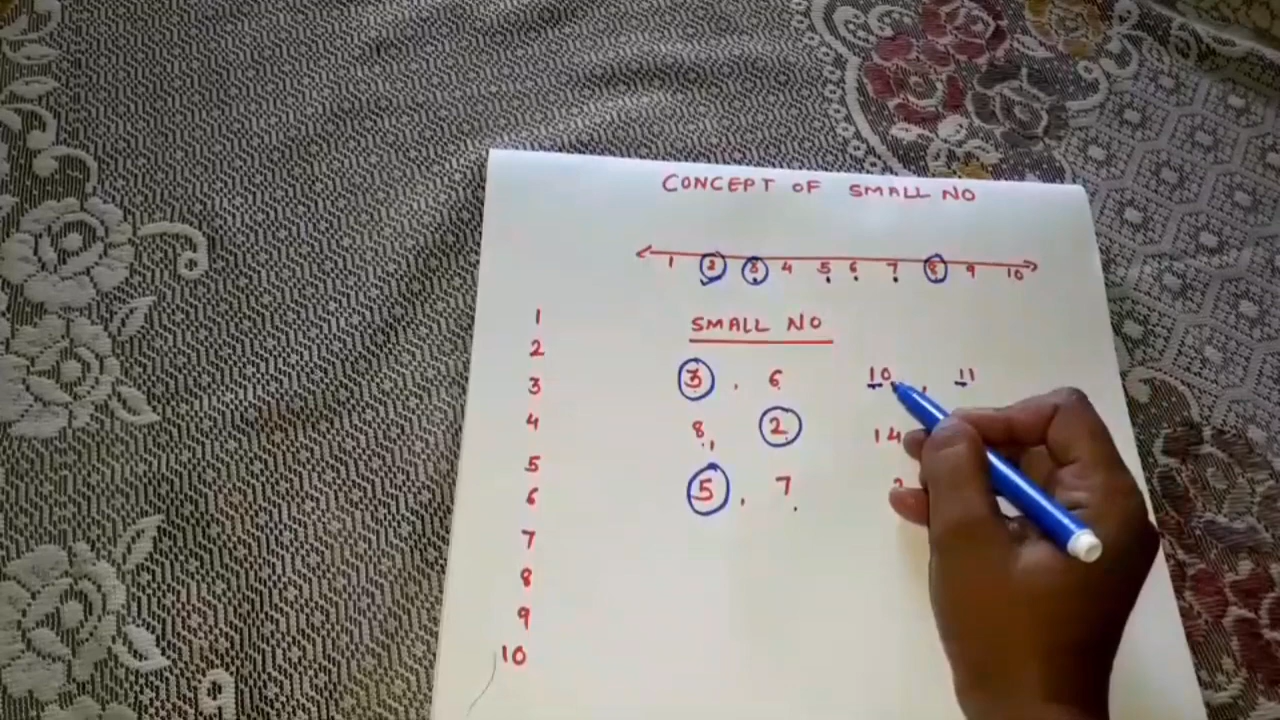 CONCEPT OF SMALL NO
1 2 3 4 5 6 7 8 9 10
SMALL NO
3 , 6
8, 2
5 , 7
10 , 11
14
1
2
3
4
5
6
7
8
9
10